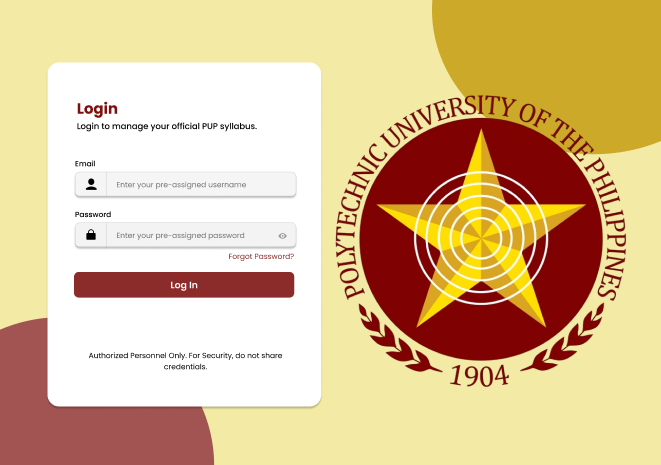 Login
Login to manage your official PUP syllabus.
Email
Enter your pre-assigned username
Password
Enter your pre-assigned password
Forgot Password?
Log In
Authorized Personnel Only. For Security, do not share
credentials.
POLYTECHNIC UNIVERSITY OF THE PHILIPPINES
1904